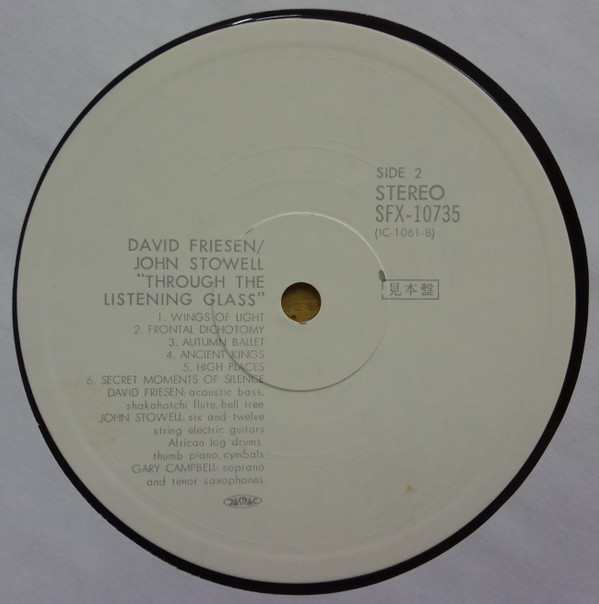 SIDE 2
STEREO
SFX-10735
(IC-1061-B)
見本盤
DAVID FRIESEN/
JOHN STOWELL
"THROUGH THE
LISTENING GLASS"
1. WINGS OF LIGHT
2. FRONTAL DICHOTOMY
3. AUTUMN BALLET
4. ANCIENT KINGS
5. HIGH PLACES
6. SECRET MOMENTS OF SILENCE
DAVID FRIESEN: acoustic bass,
shakahatchi flute, bell tree
JOHN STOWELL: six and twelve
string electric guitars
African log drums
thumb piano, cymbals
GARY CAMPBELL: soprano
and tenor saxophones
JASRAC